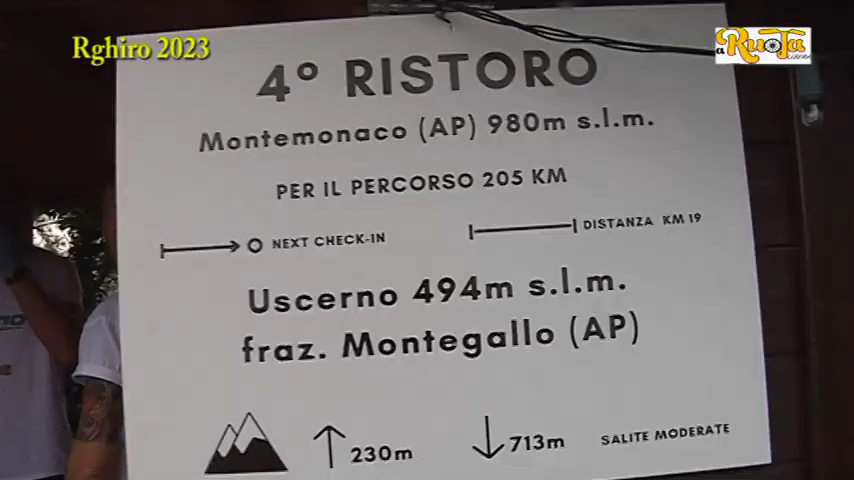 Rghiro 2023
a RuoTa
4° RISTORO
Montemonaco (AP) 980m s.l.m.
PER IL PERCORSO 205 KM
NEXT CHECK-IN
DISTANZA KM 19
Uscerno 494m s.l.m.
fraz. Montegallo (AP)
230m
713m
SALITE MODERATE